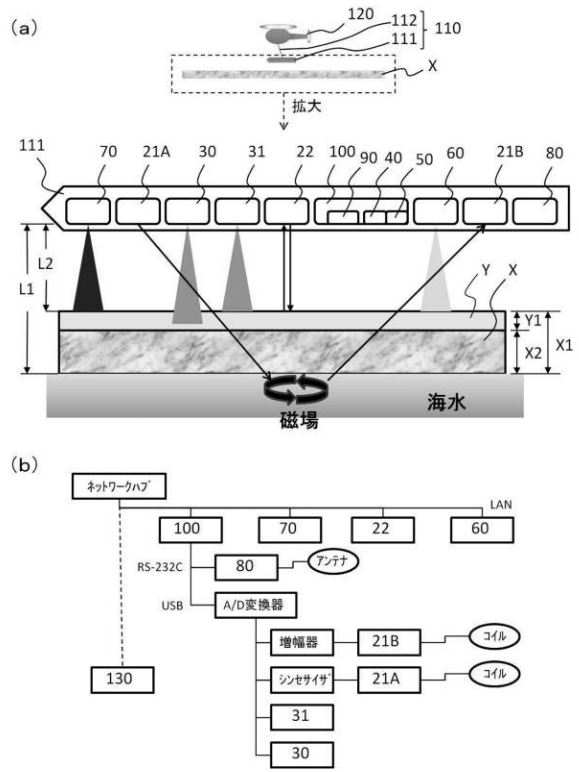 (a)
120
112
110
111
X
拡大
111
70
21A
30
31
22
100
90
40
50
60
21B
80
L1
L2
Y
X
Y1
X2
X1
磁場
海水
(b)
ネットワークハブ
LAN
100
70
22
60
RS-232C
80
アンテナ
USB
A/D変換器
増幅器
21B
コイル
130
シンセサイザ
21A
コイル
31
30